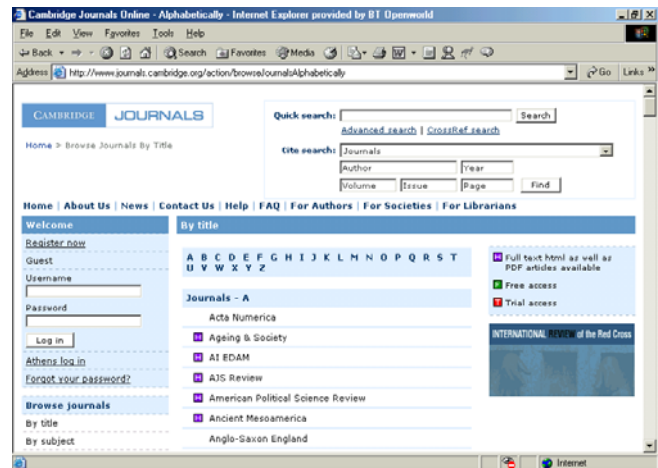 Cambridge Journals Online - Alphabetically - Internet Explorer provided by BT Openworld
File Edit View Favorites Tools Help
Back Search Favorites Media
Address http://www.journals.cambridge.org/action/browseJournalsAlphabetically Go Links »
CAMBRIDGE JOURNALS
Quick search: Search
Advanced search | CrossRef search
Home > Browse Journals By Title
Cite search: Journals
Author Year
Volume Issue Page Find
Home | About Us | News | Contact Us | Help | FAQ | For Authors | For Societies | For Librarians
Welcome
Register now
Guest
Username
Password
Log in
Athens log in
Forgot your password?
Browse journals
By title
By subject
By title
A B C D E F G H I J K L M N O P Q R S T
U V W X Y Z
Journals - A
Acta Numerica
H Ageing & Society
H AI EDAM
H AJS Review
H American Political Science Review
H Ancient Mesoamerica
Anglo-Saxon England
H Full text html as well as
PDF articles available
F Free access
T Trial access
INTERNATIONAL REVIEW of the Red Cross
Internet